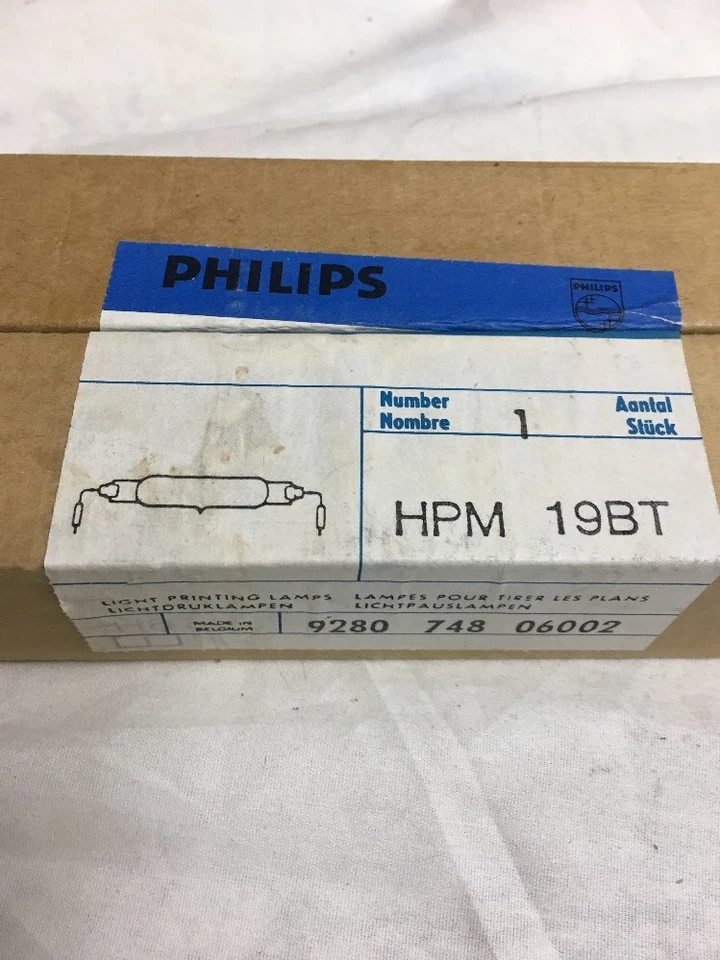 PHILIPS
PHILIPS
Number
Nombre
1
Aantal
Stück
HPM 19BT
LIGHT PRINTING LAMPS LAMPES POUR TIRER LES PLANS
LICHTDRUKLAMPEN LICHTPAUSLAMPEN
MADE IN
BELGIUM
9280 748 06002